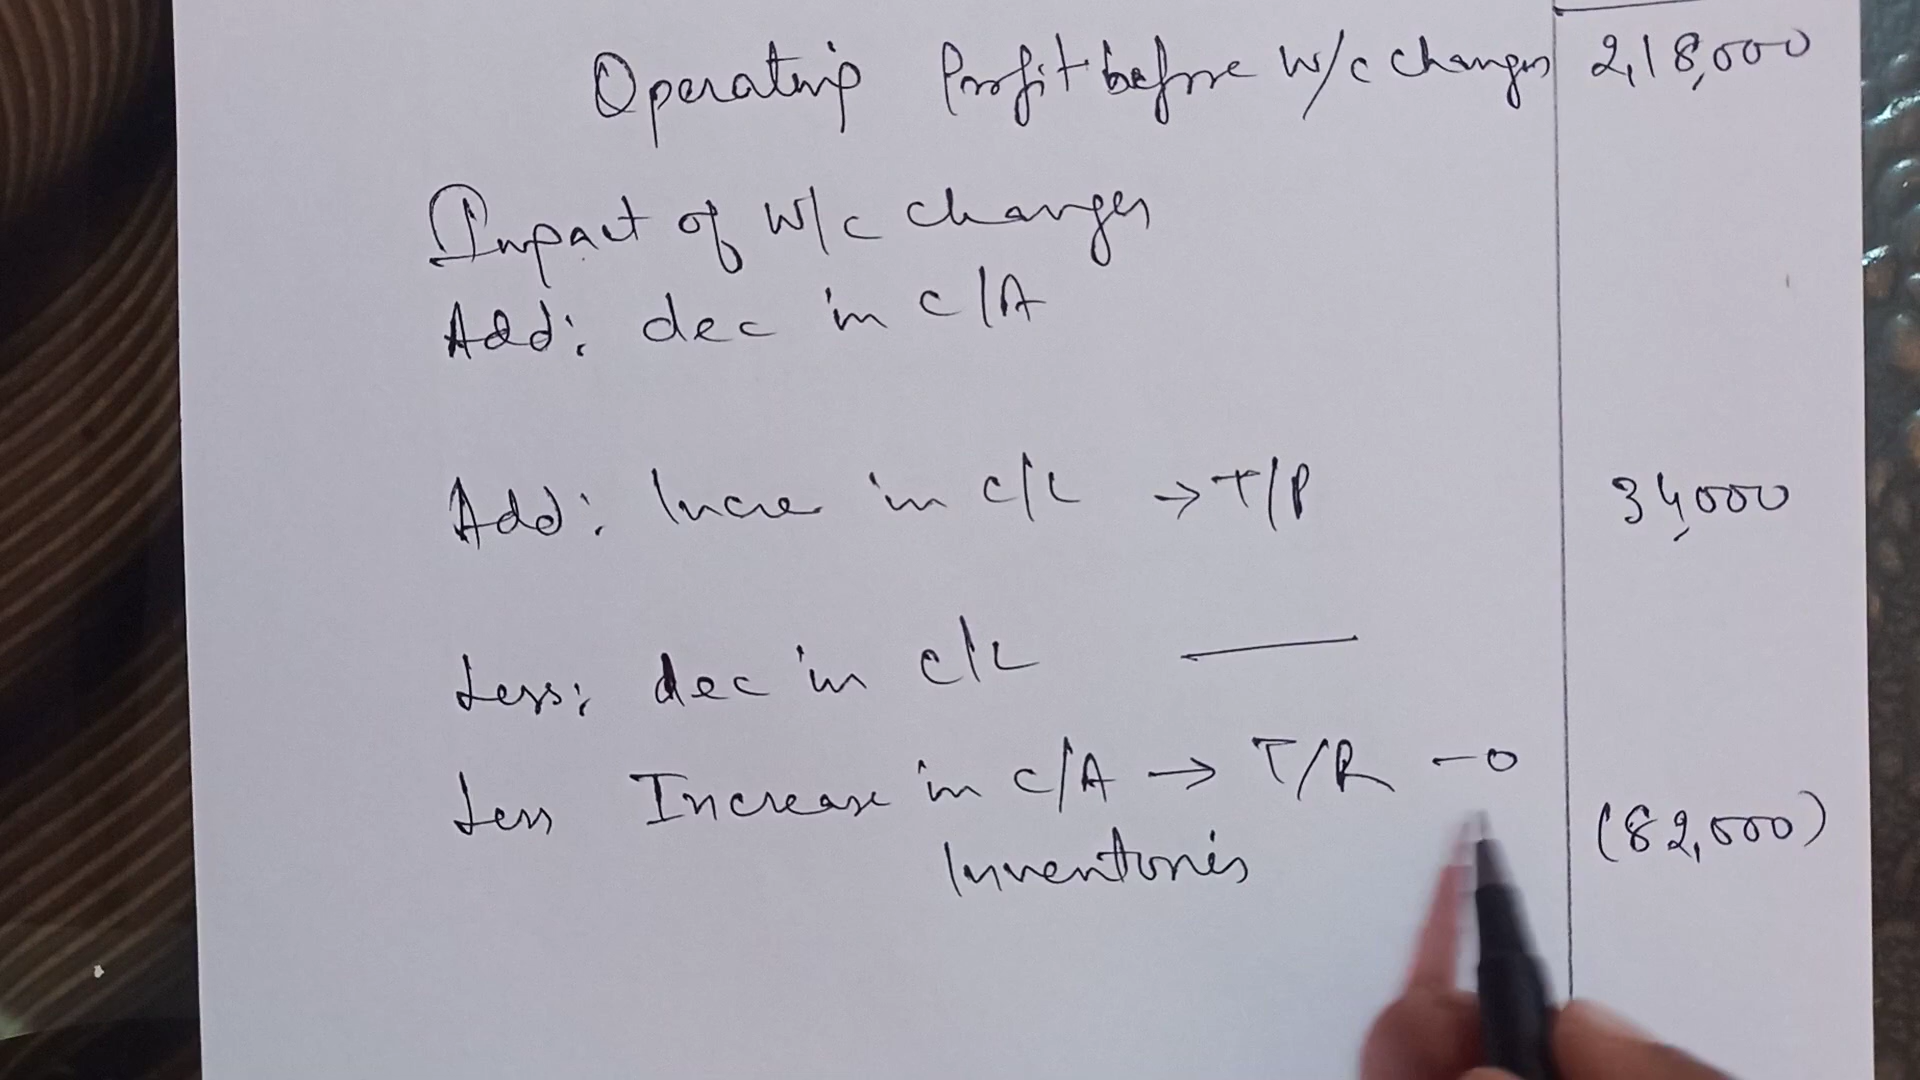 Operating Profit before w/c changes 2,18,000
Impact of w/c changes
Add: dec in c/A
Add: Incre in c/L → T/P 34,000
Less: dec in c/L —
Less Increase in c/A → T/R – 0
Inventories (82,000)